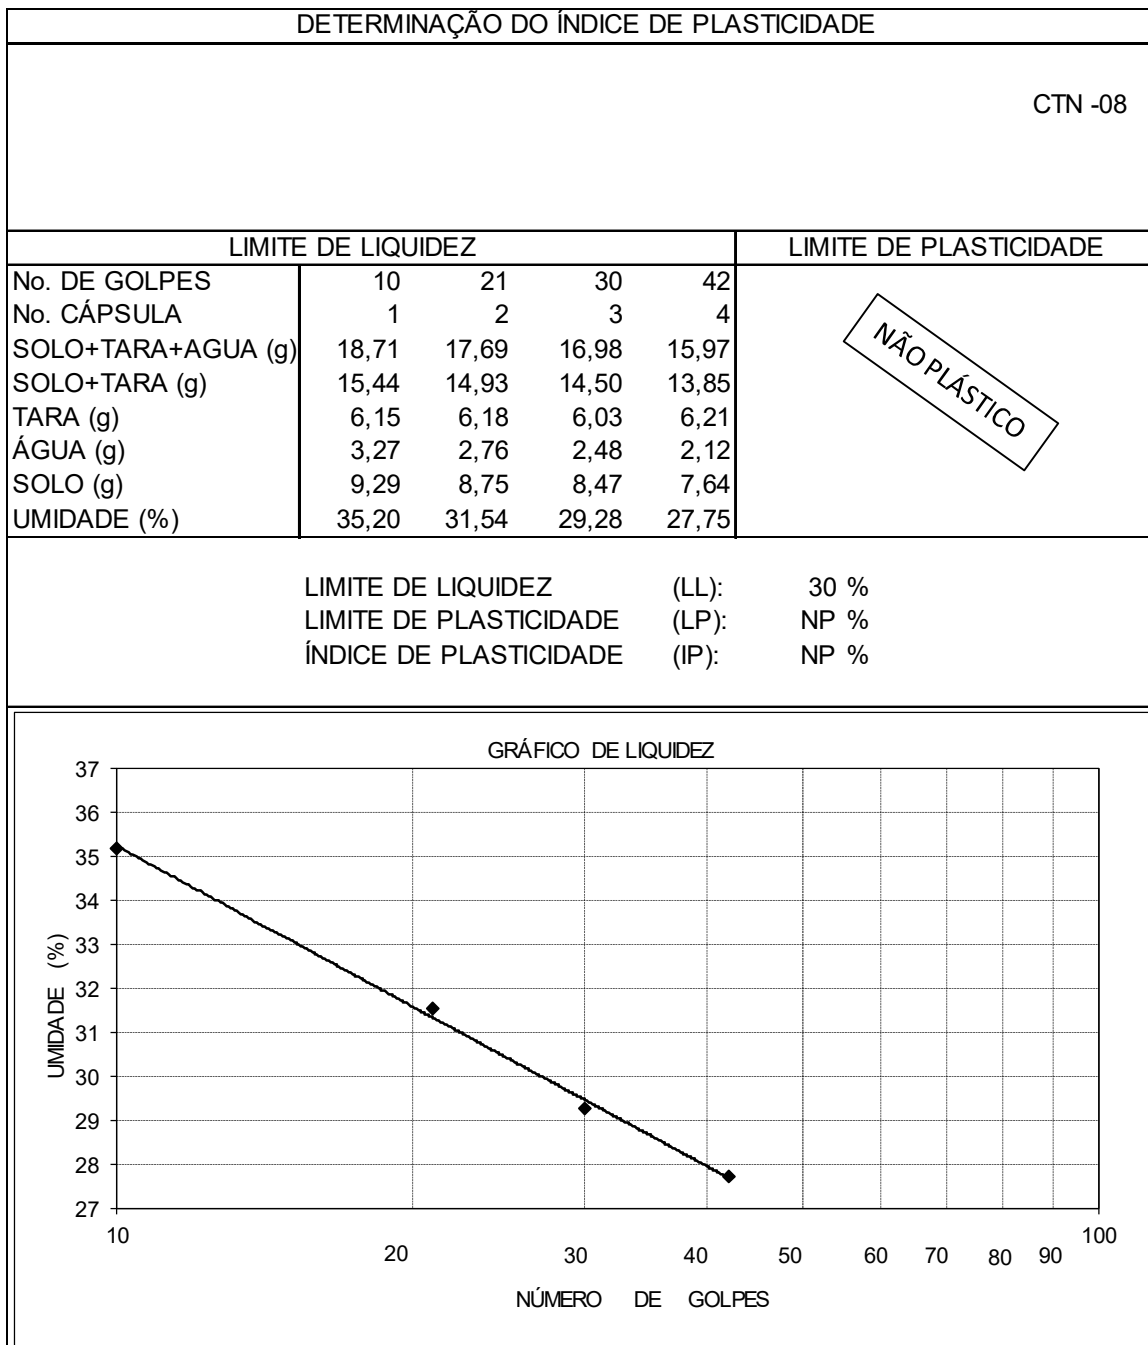 DETERMINAÇÃO DO ÍNDICE DE PLASTICIDADE
CTN -08
LIMITE DE LIQUIDEZ LIMITE DE PLASTICIDADE
No. DE GOLPES 10 21 30 42
No. CÁPSULA 1 2 3 4
SOLO+TARA+AGUA (g) 18,71 17,69 16,98 15,97
SOLO+TARA (g) 15,44 14,93 14,50 13,85
TARA (g) 6,15 6,18 6,03 6,21
ÁGUA (g) 3,27 2,76 2,48 2,12
SOLO (g) 9,29 8,75 8,47 7,64
UMIDADE (%) 35,20 31,54 29,28 27,75
NÃO PLÁSTICO
LIMITE DE LIQUIDEZ (LL): 30 %
LIMITE DE PLASTICIDADE (LP): NP %
ÍNDICE DE PLASTICIDADE (IP): NP %
GRÁFICO DE LIQUIDEZ
37
36
35
34
33
32
31
30
29
28
27
UMIDADE (%)
10 20 30 40 50 60 70 80 90 100
NÚMERO DE GOLPES